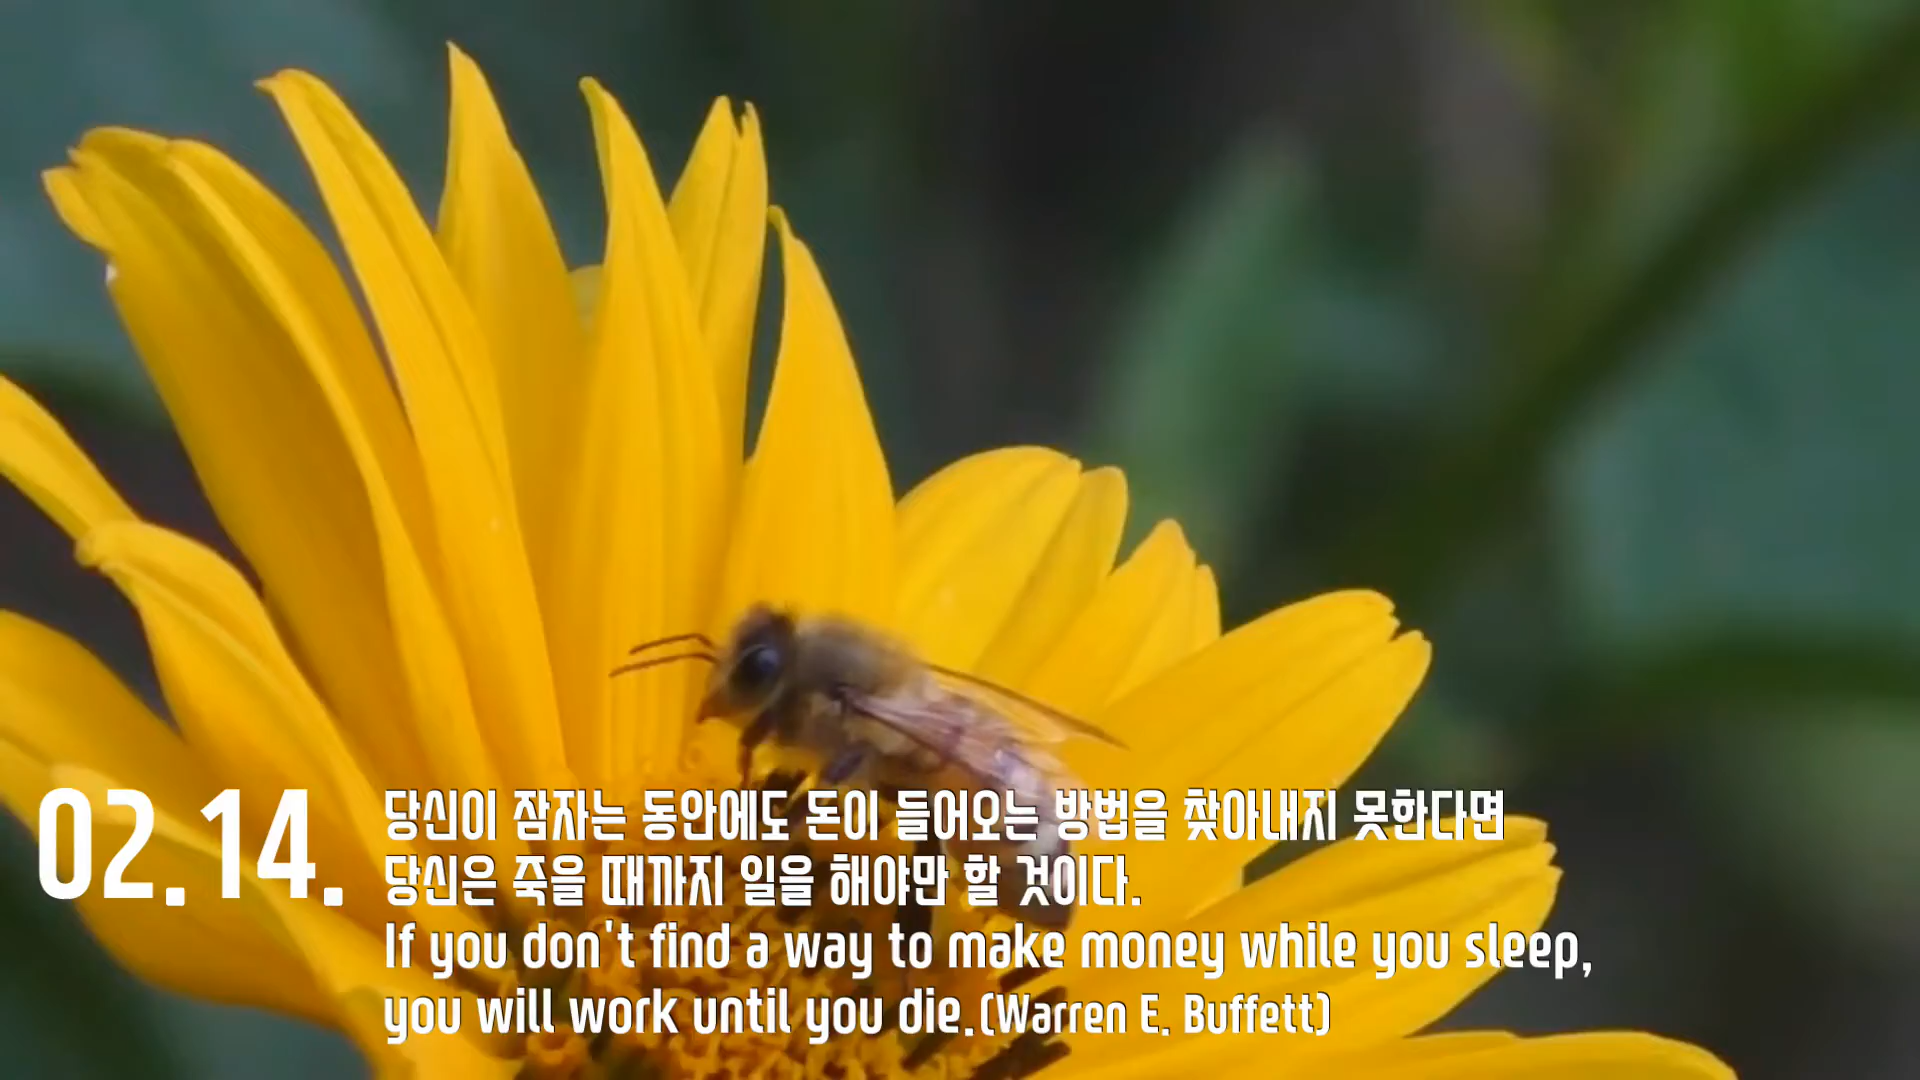 02.14.
당신이 잠자는 동안에도 돈이 들어오는 방법을 찾아내지 못한다면
당신은 죽을 때까지 일을 해야만 할 것이다.
If you don't find a way to make money while you sleep,
you will work until you die.(Warren E. Buffett)